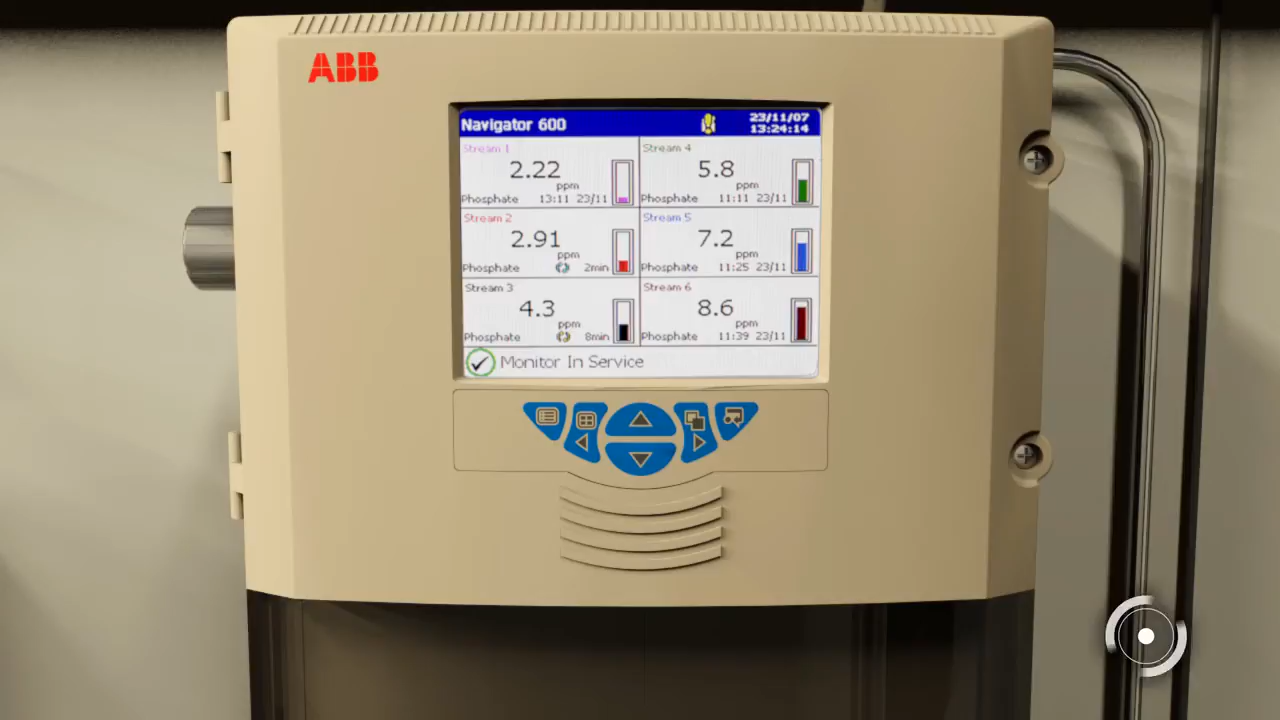 ABB
Navigator 600
23/11/07
13:24:14
Stream 1
2.22
ppm
Phosphate 13:11 23/11
Stream 4
5.8
ppm
Phosphate 11:11 23/11
Stream 2
2.91
ppm
Phosphate 2min
Stream 5
7.2
ppm
Phosphate 11:25 23/11
Stream 3
4.3
ppm
Phosphate 8min
Stream 6
8.6
ppm
Phosphate 11:39 23/11
Monitor In Service